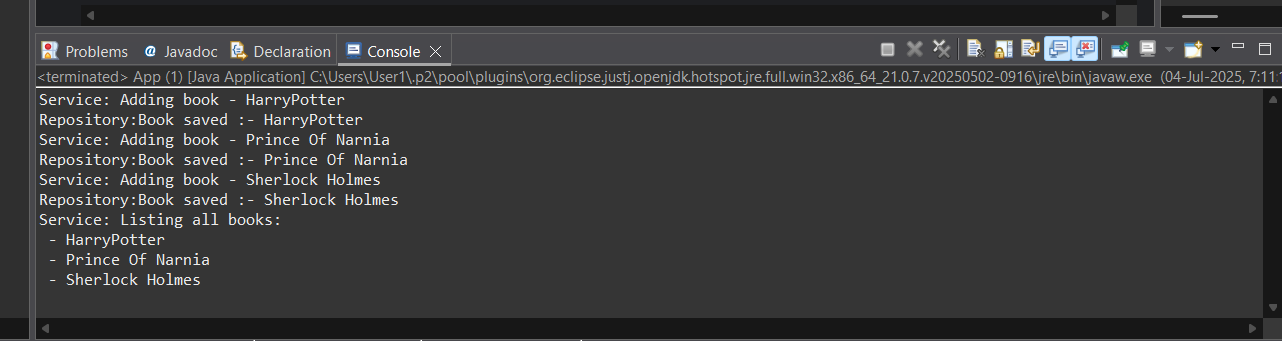 Problems @ Javadoc Declaration Console
<terminated> App (1) [Java Application] C:\Users\User1\.p2\pool\plugins\org.eclipse.justj.openjdk.hotspot.jre.full.win32.x86_64_21.0.7.v20250502-0916\jre\bin\javaw.exe (04-Jul-2025, 7:11:
Service: Adding book - HarryPotter
Repository:Book saved :- HarryPotter
Service: Adding book - Prince Of Narnia
Repository:Book saved :- Prince Of Narnia
Service: Adding book - Sherlock Holmes
Repository:Book saved :- Sherlock Holmes
Service: Listing all books:
- HarryPotter
- Prince Of Narnia
- Sherlock Holmes